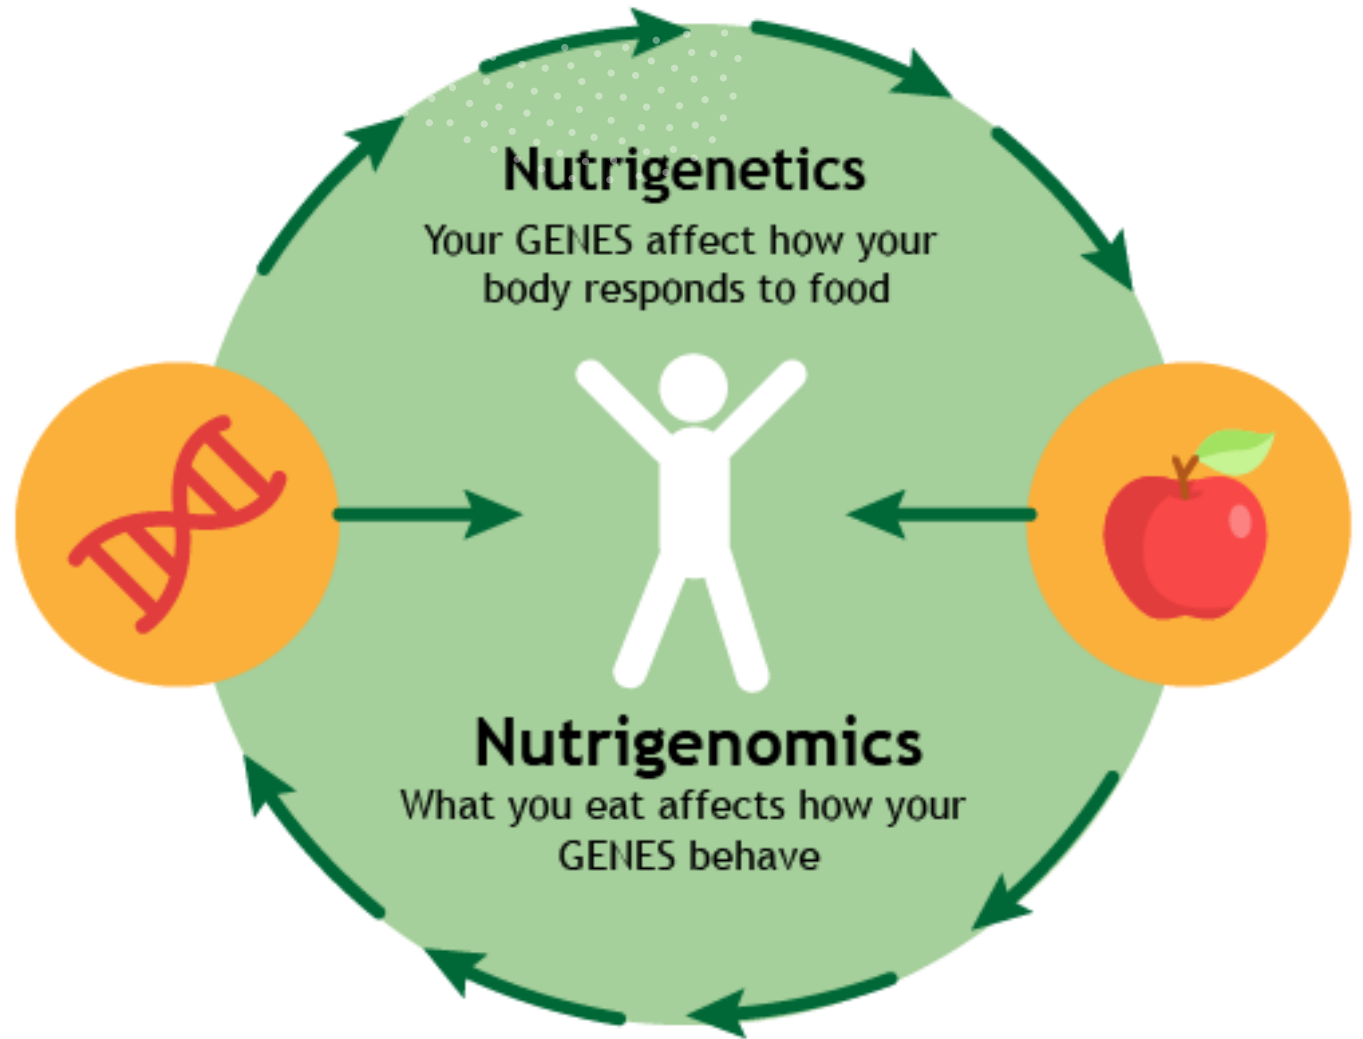 Nutrigenetics
Your GENES affect how your
body responds to food
Nutrigenomics
What you eat affects how your
GENES behave